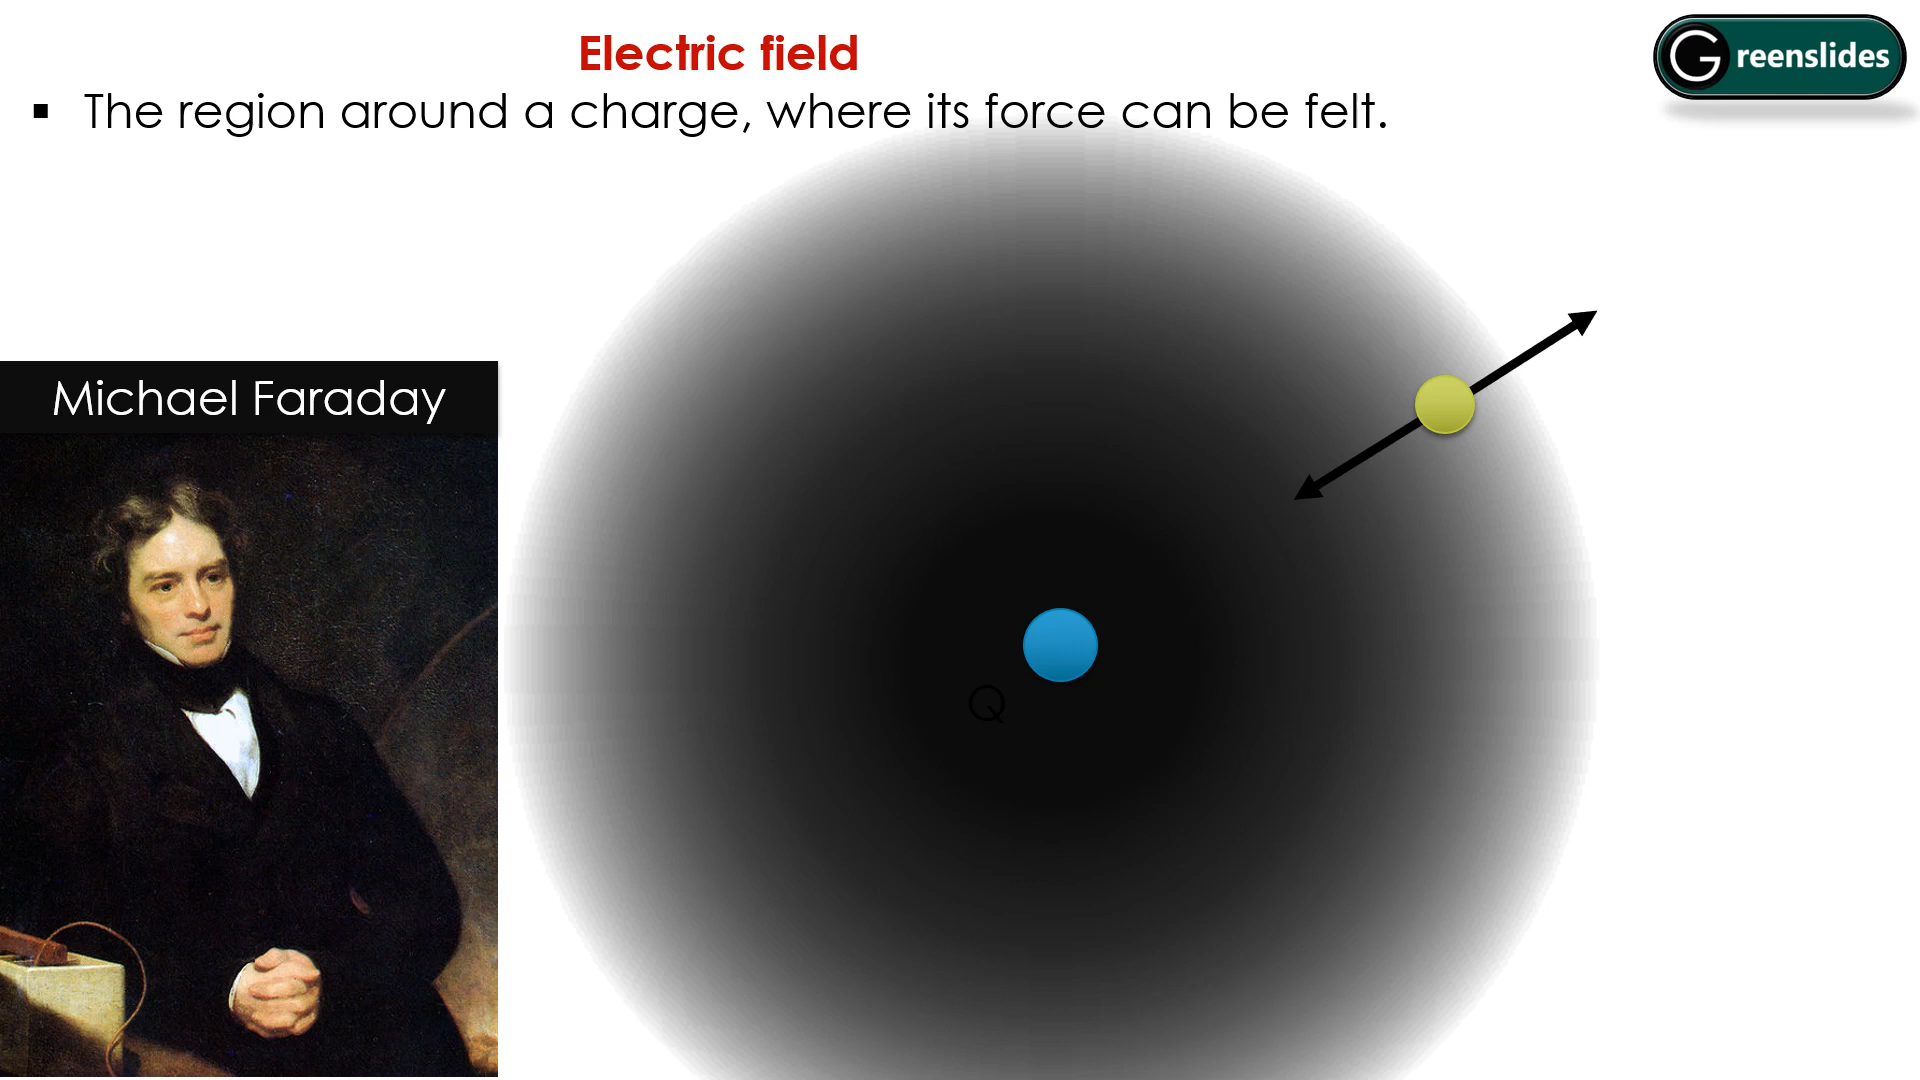 Electric field
Greenslides
▪ The region around a charge, where its force can be felt.
Michael Faraday
Q